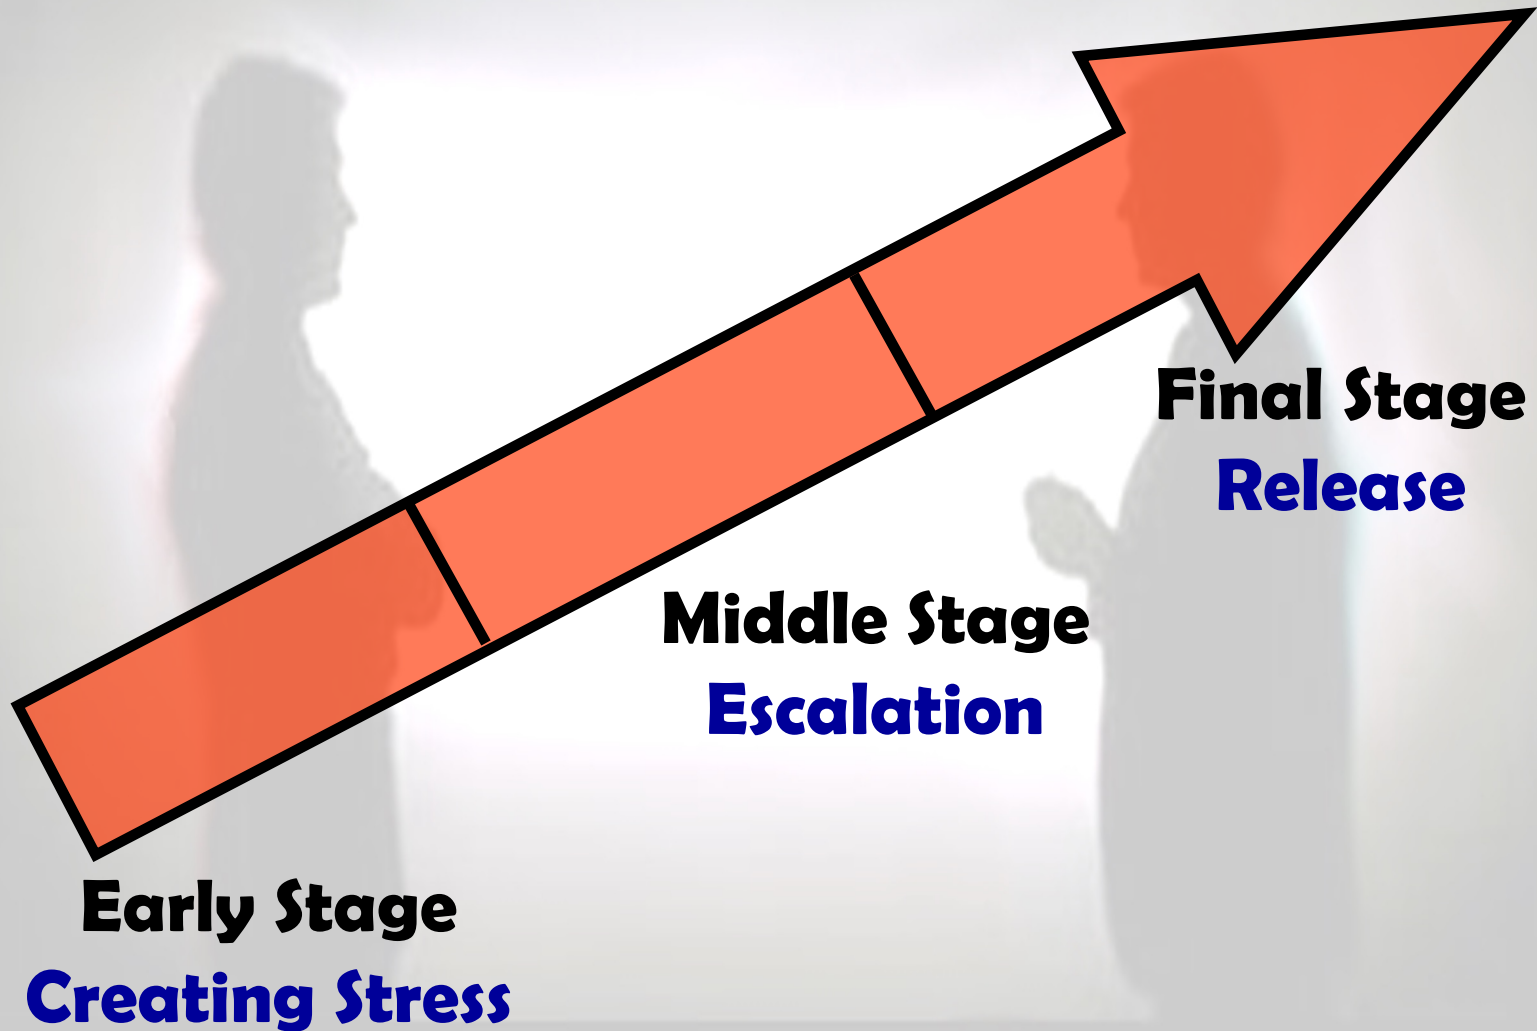 Final Stage
Release
Middle Stage
Escalation
Early Stage
Creating Stress